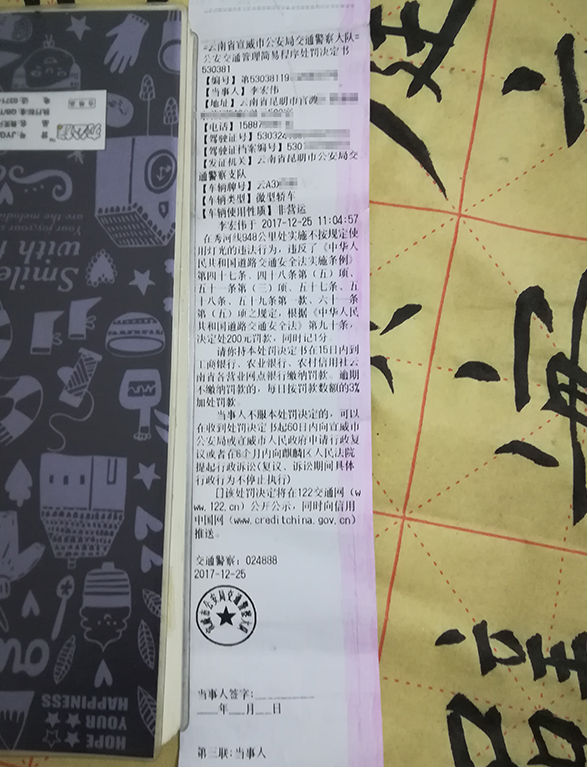 云南省宣威市公安局交通警察大队
公安交通管理简易程序处罚决定书
530381
【编号】第53038119
【当事人】李宏伟
【地址】云南省昆明市官渡
【电话】15887
【驾驶证号】530324
【驾驶证档案编号】530
【发证机关】云南省昆明市公安局交
通警察支队
【车辆牌号】云A3X
【车辆类型】微型轿车
【车辆使用性质】非营运
李宏伟于 2017-12-25 11:04:57
在秀河线948公里处实施不按规定使
用灯光的违法行为，违反了《中华人
民共和国道路交通安全法实施条例》
第四十七条、四十八条第（五）项、
五十一条第（三）项、五十七条、五
十八条、五十九条第一款、六十一条
第（五）项之规定，根据《中华人民
共和国道路交通安全法》第九十条，
决定处200元罚款，同时记1分。
请你持本处罚决定书在15日内到
工商银行、农业银行、农村信用社云
南省各营业网点银行缴纳罚款。逾期
不缴纳罚款的，每日按罚款数额的3%
加处罚款。
当事人不服本处罚决定的，可以
在收到处罚决定书起60日内向宣威市
公安局或宣威市人民政府申请行政复
议或者在6个月内向麒麟区人民法院
提起行政诉讼(复议、诉讼期间具体
行政行为不停止执行)
[]该处罚决定将在122交通网（w
ww.122.cn）公开公示，同时向信用
中国网（www.creditchina.gov.cn）
推送。
交通警察：024688
2017-12-25
当事人签字：
年 月 日
第三联:当事人
Smile
with
HOPE
YOUR
HAPPINESS